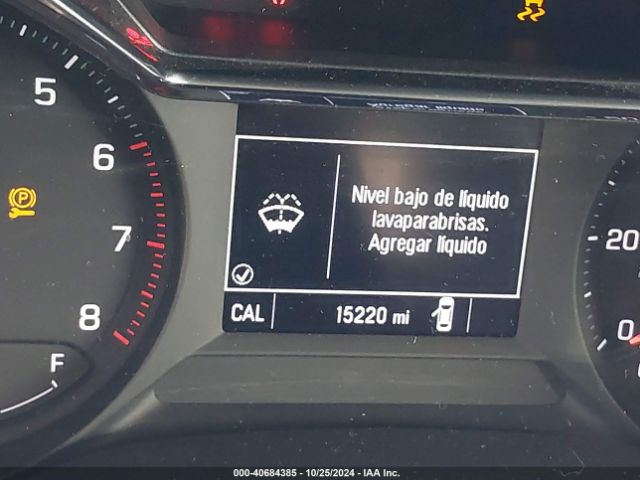 5
6
7
8
F
P
Nivel bajo de líquido
lavaparabrisas.
Agregar líquido
CAL
15220 mi
20
0
000-40684385 - 10/25/2024 - IAA Inc.